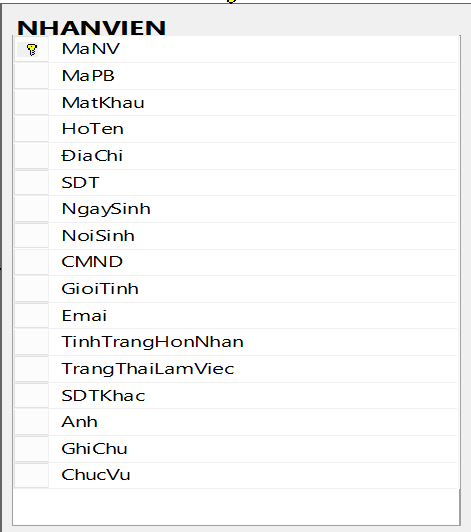 NHANVIEN
MaNV
MaPB
MatKhau
HoTen
ĐiaChi
SDT
NgaySinh
NoiSinh
CMND
GioiTinh
Emai
TinhTrangHonNhan
TrangThaiLamViec
SDTKhac
Anh
GhiChu
ChucVu